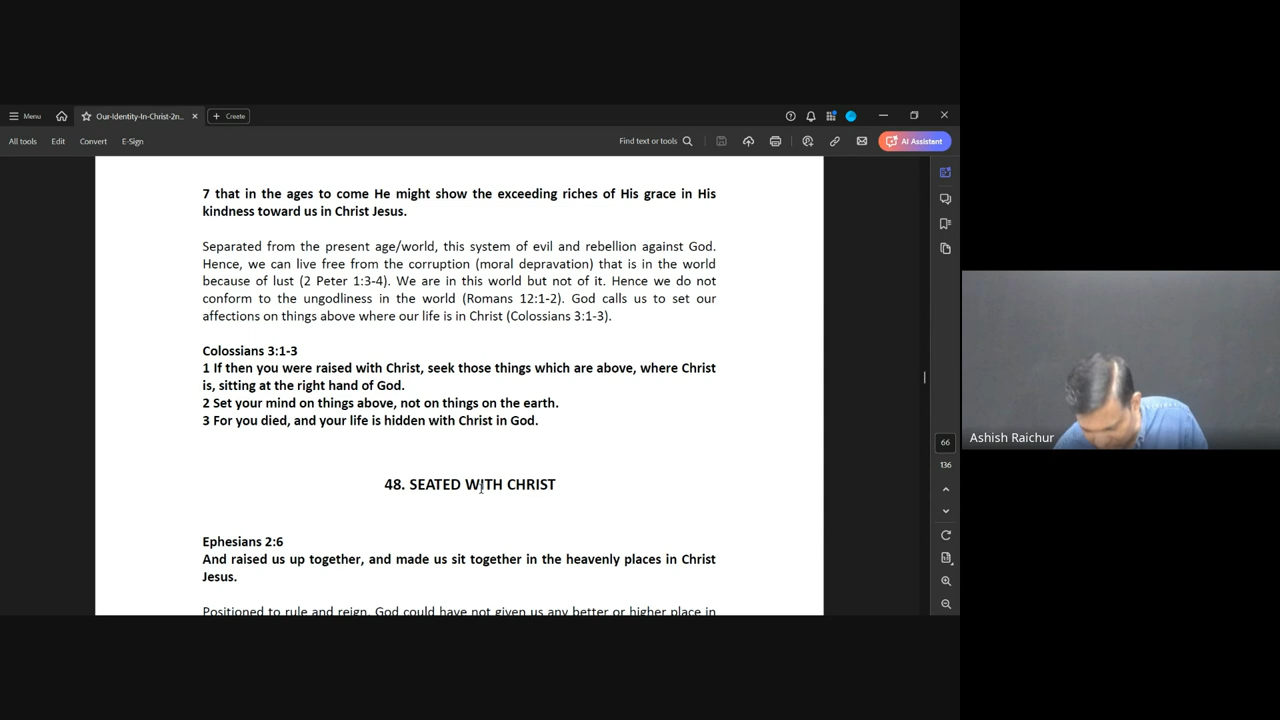 Menu
Our-Identity-In-Christ-2n...
Create
All tools
Edit
Convert
E-Sign
Find text or tools
AI Assistant
7 that in the ages to come He might show the exceeding riches of His grace in His
kindness toward us in Christ Jesus.
Separated from the present age/world, this system of evil and rebellion against God.
Hence, we can live free from the corruption (moral depravation) that is in the world
because of lust (2 Peter 1:3-4). We are in this world but not of it. Hence we do not
conform to the ungodliness in the world (Romans 12:1-2). God calls us to set our
affections on things above where our life is in Christ (Colossians 3:1-3).
Colossians 3:1-3
1 If then you were raised with Christ, seek those things which are above, where Christ
is, sitting at the right hand of God.
2 Set your mind on things above, not on things on the earth.
3 For you died, and your life is hidden with Christ in God.
48. SEATED WITH CHRIST
Ephesians 2:6
And raised us up together, and made us sit together in the heavenly places in Christ
Jesus.
Positioned to rule and reign. God could have not given us any better or higher place in
66
136
Ashish Raichur